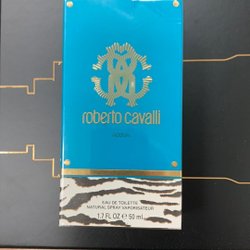 roberto cavalli
ACQUA
EAU DE TOILETTE
NATURAL SPRAY VAPORISATEUR
1.7 FL OZ ℮ 50 ml